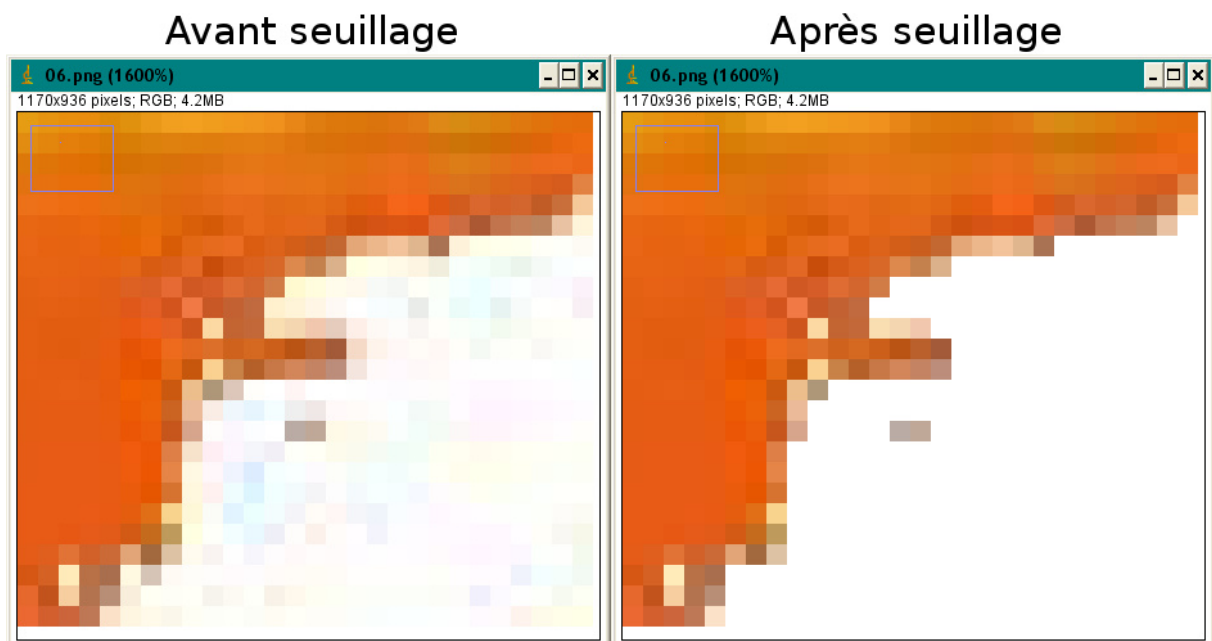 Avant seuillage
Après seuillage
06.png (1600%)
06.png (1600%)
1170x936 pixels; RGB; 4.2MB
1170x936 pixels; RGB; 4.2MB